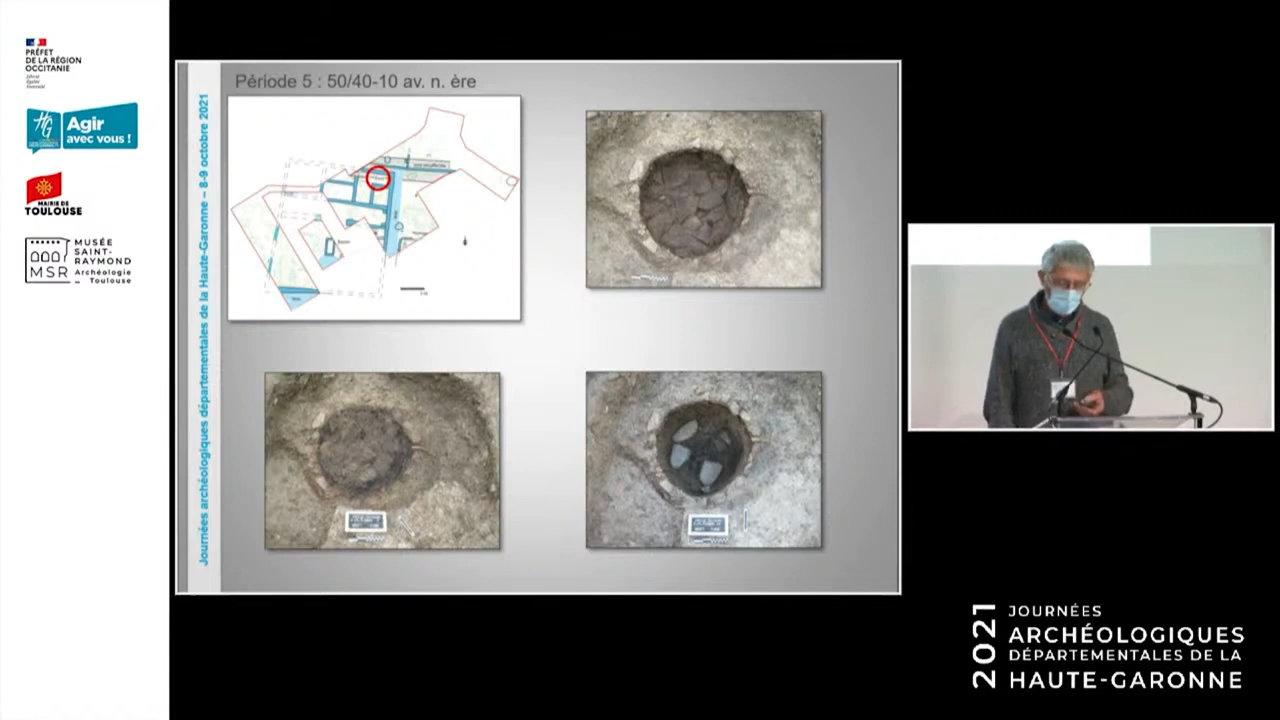 PRÉFET
DE LA RÉGION
OCCITANIE
HG
Agir
avec vous !
MAIRIE DE
TOULOUSE
MSR
MUSÉE
SAINT-
RAYMOND
Archéologie
Toulouse
Journées archéologiques départementales de la Haute-Garonne – 8-9 octobre 2021
Période 5 : 50/40-10 av. n. ère
2021
JOURNÉES
ARCHÉOLOGIQUES
DÉPARTEMENTALES DE LA
HAUTE-GARONNE